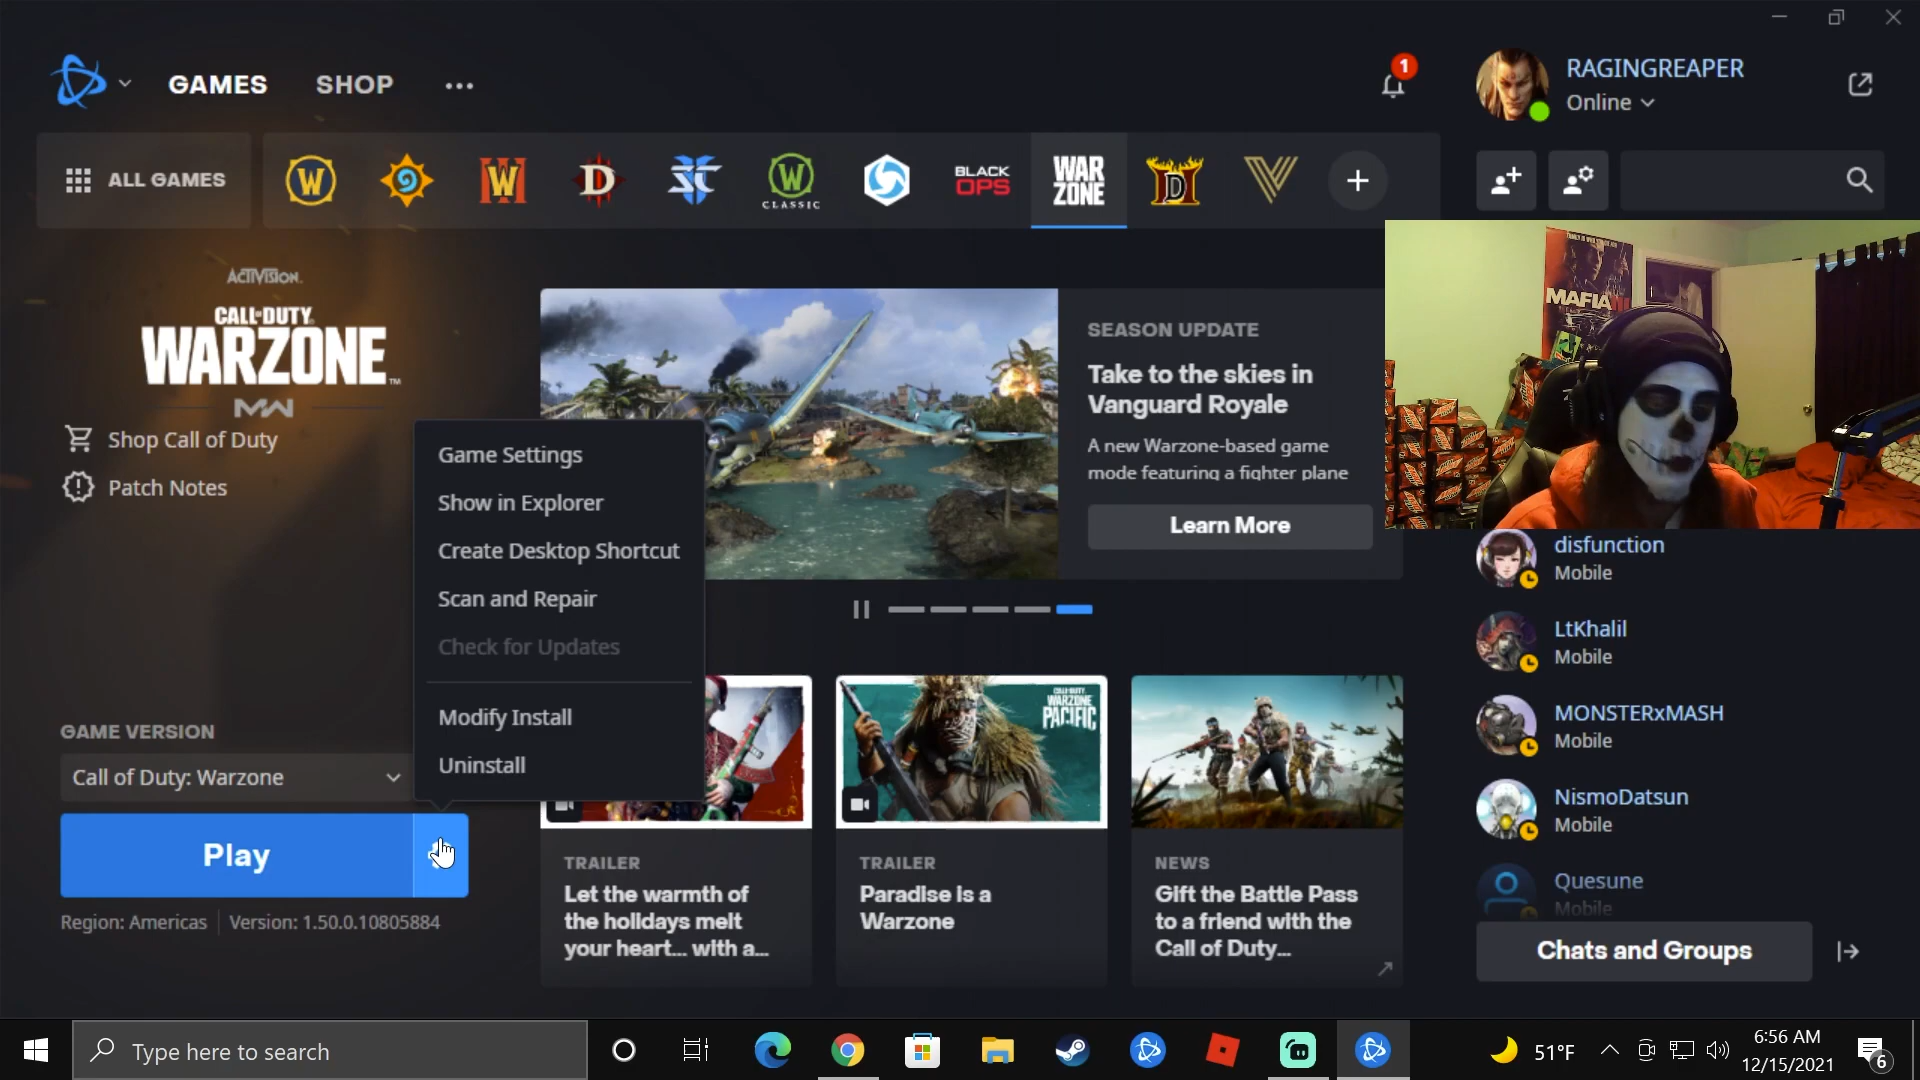 GAMES
SHOP
1
RAGINGREAPER
Online
ALL GAMES
CLASSIC
BLACK OPS
WAR ZONE
ACTIVISION
CALL OF DUTY
WARZONE
MW
Shop Call of Duty
Patch Notes
Game Settings
Show in Explorer
Create Desktop Shortcut
Scan and Repair
Check for Updates
Modify Install
Uninstall
SEASON UPDATE
Take to the skies in
Vanguard Royale
A new Warzone-based game
mode featuring a fighter plane
Learn More
MAFIA
disfunction
Mobile
LtKhalil
Mobile
MONSTERxMASH
Mobile
NismoDatsun
Mobile
Quesune
Mobile
Chats and Groups
GAME VERSION
Call of Duty: Warzone
Play
Region: Americas
Version: 1.50.0.10805884
CALL OF DUTY
WARZONE
PACIFIC
TRAILER
Let the warmth of
the holidays melt
your heart... with a...
TRAILER
Paradise is a
Warzone
NEWS
Gift the Battle Pass
to a friend with the
Call of Duty...
Type here to search
51°F
6:56 AM
12/15/2021
6